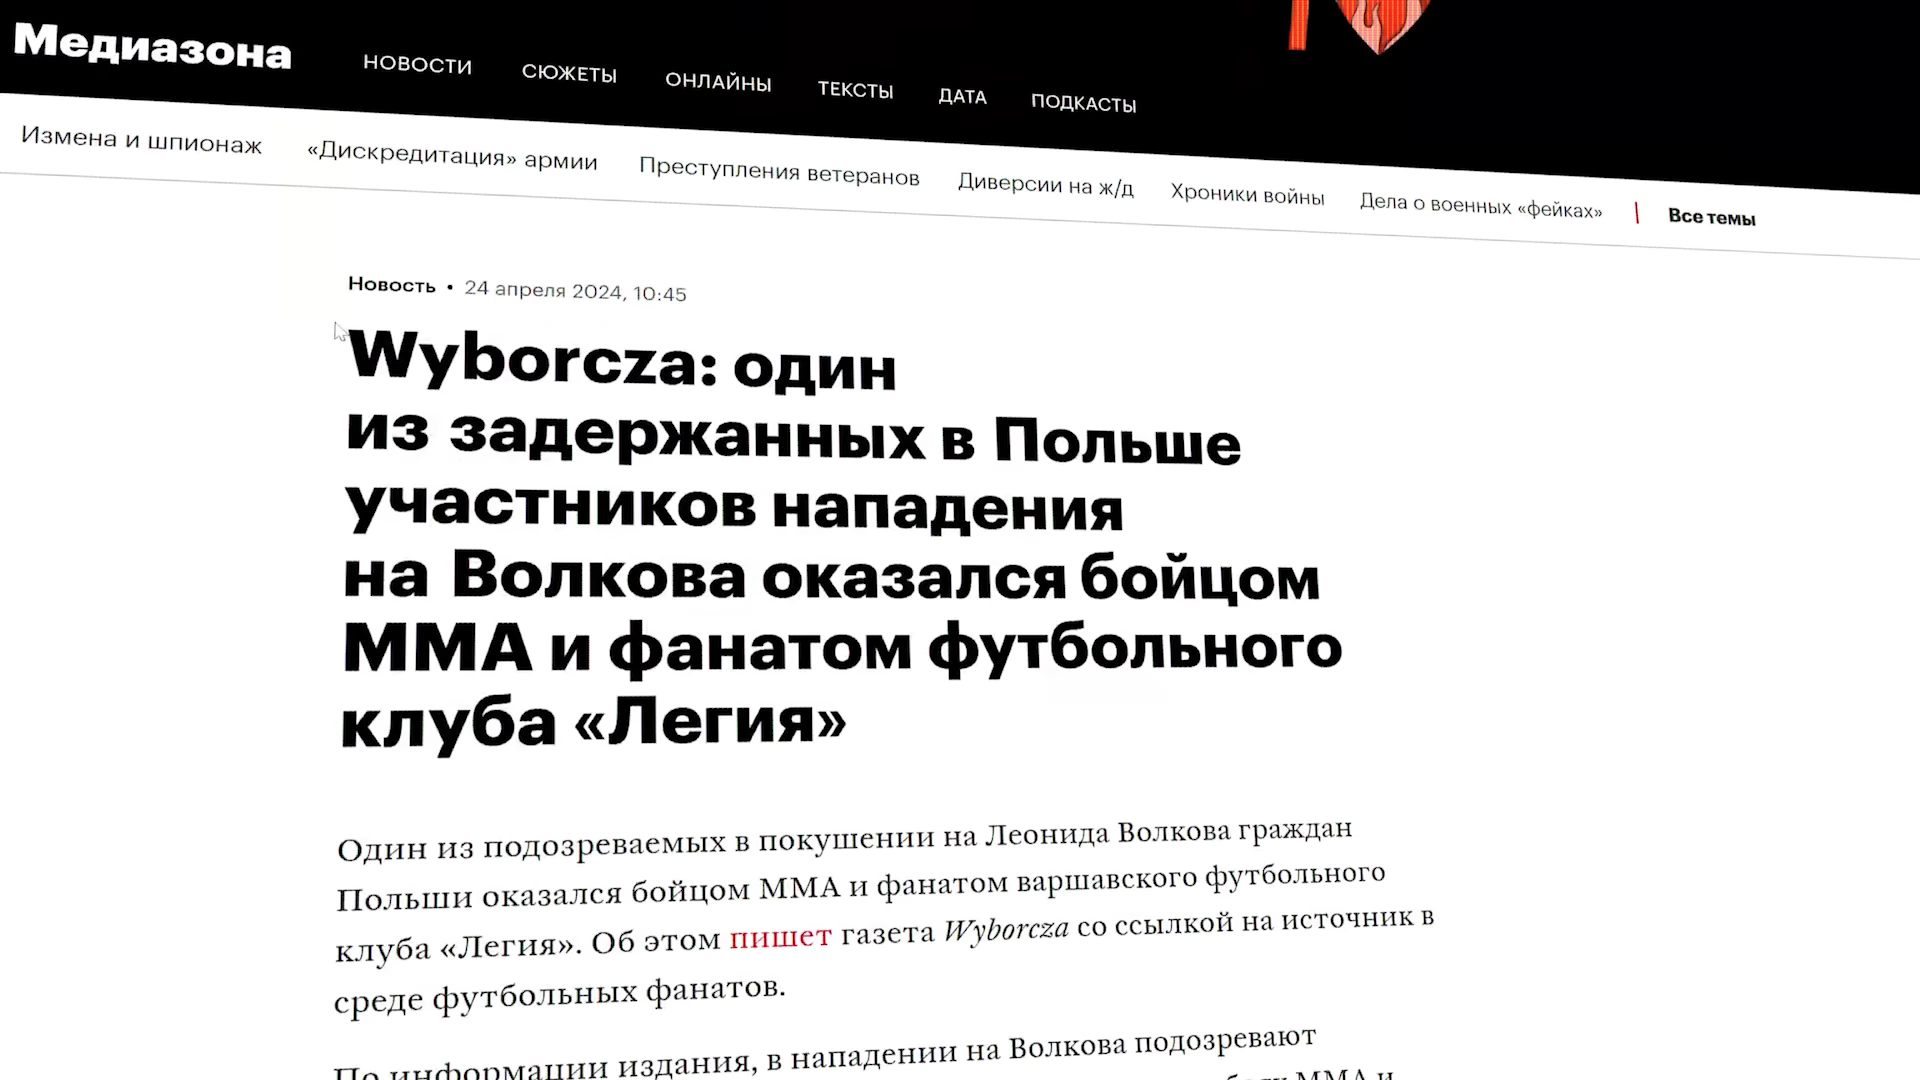 Медиазона
НОВОСТИ
СЮЖЕТЫ
ОНЛАЙНЫ
ТЕКСТЫ
ДАТА
ПОДКАСТЫ
Измена и шпионаж
«Дискредитация» армии
Преступления ветеранов
Диверсии на ж/д
Хроники войны
Дела о военных «фейках»
Все темы
Новость • 24 апреля 2024, 10:45
Wyborcza: один
из задержанных в Польше
участников нападения
на Волкова оказался бойцом
ММА и фанатом футбольного
клуба «Легия»
Один из подозреваемых в покушении на Леонида Волкова граждан
Польши оказался бойцом ММА и фанатом варшавского футбольного
клуба «Легия». Об этом пишет газета Wyborcza со ссылкой на источник в
среде футбольных фанатов.
По информации издания, в нападении на Волкова подозревают
ММА и